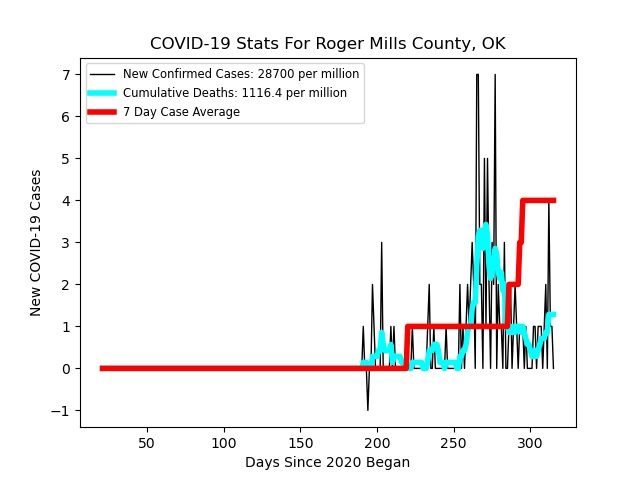 COVID-19 Stats For Roger Mills County, OK
New Confirmed Cases: 28700 per million
Cumulative Deaths: 1116.4 per million
7 Day Case Average
New COVID-19 Cases
7
6
5
4
3
2
1
0
−1
50 100 150 200 250 300
Days Since 2020 Began